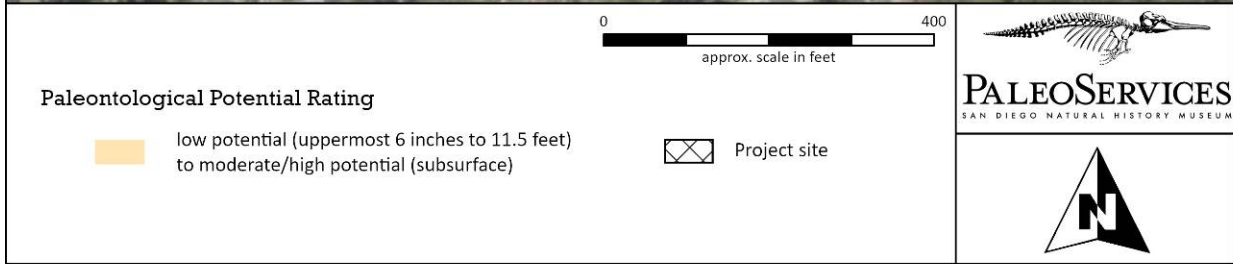 0 400
approx. scale in feet
Paleontological Potential Rating
low potential (uppermost 6 inches to 11.5 feet)
to moderate/high potential (subsurface)
Project site
PALEOSERVICES
SAN DIEGO NATURAL HISTORY MUSEUM
N